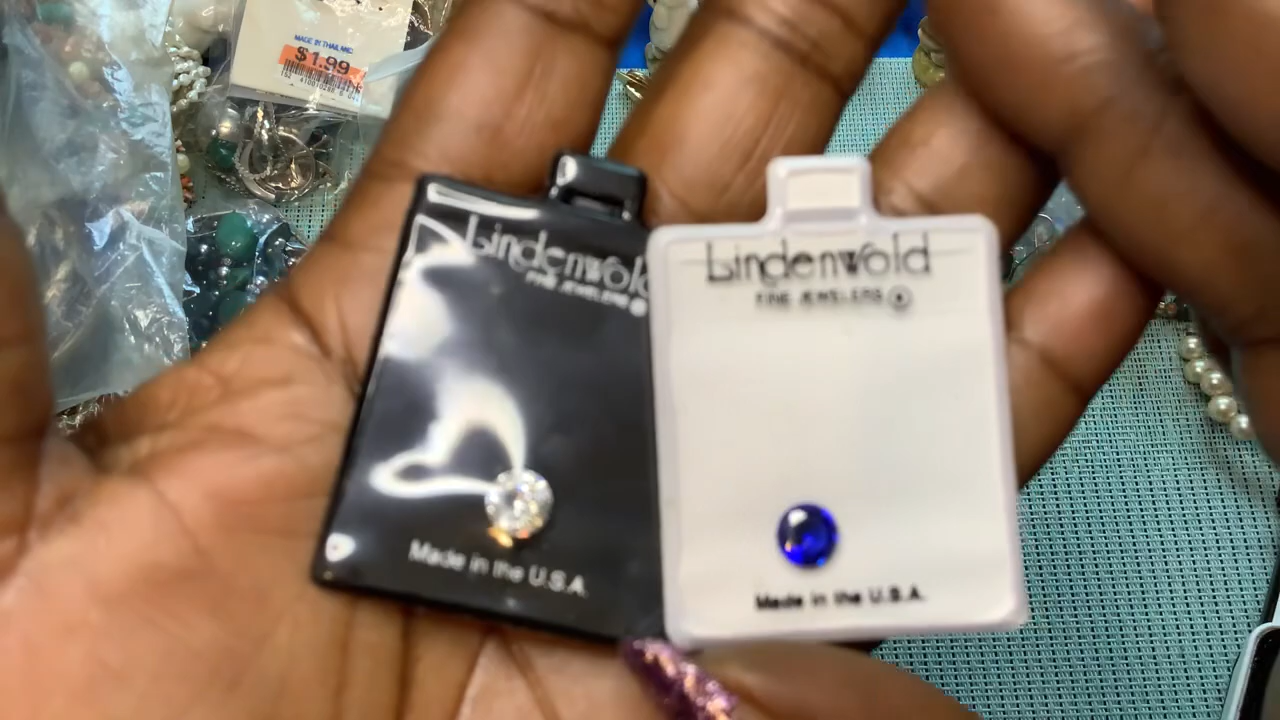 MADE IN THAILAND
$1.99
Lindenwold
FINE JEWELERS
Made in the U.S.A.
Lindenwold
FINE JEWELERS
Made in the U.S.A.